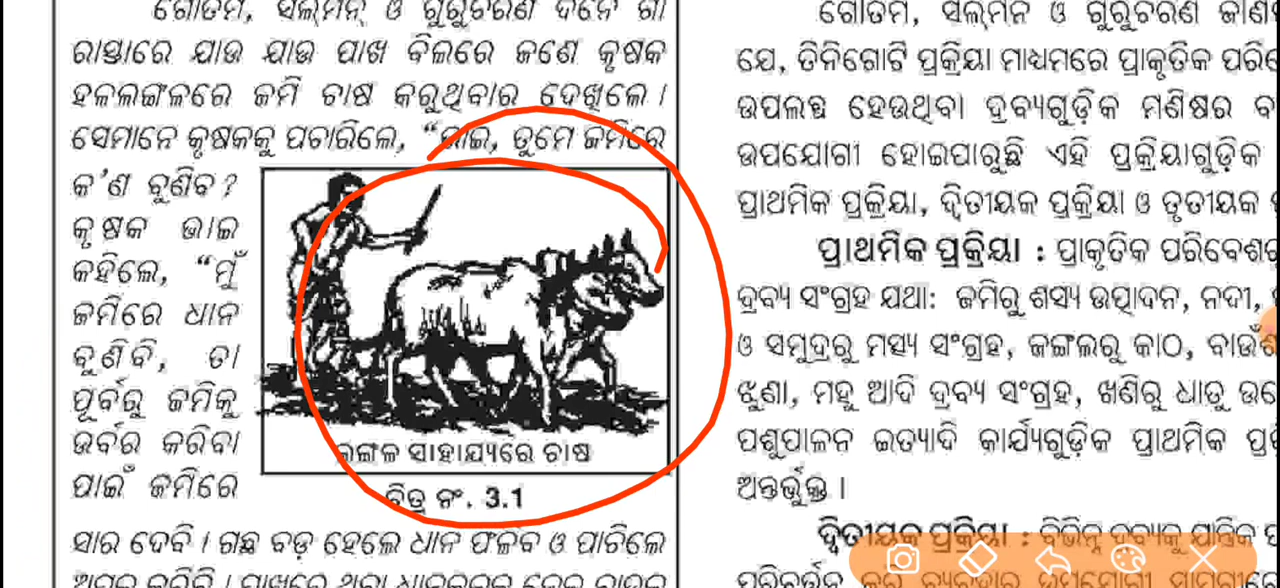 ଗୌତମ, ସଲ୍‌ମନ୍ ଓ ଗୁରୁଚରଣ ଦିନେ ଗାଁ
ରାସ୍ତାରେ ଯାଉ ଯାଉ ପାଖ ବିଲରେ ଜଣେ କୃଷକ
ହଳଲଙ୍ଗଳରେ ଜମି ଚାଷ କରୁଥିବାର ଦେଖିଲେ ।
ସେମାନେ କୃଷକକୁ ପଚାରିଲେ, “ଭାଇ, ତୁମେ ଜମିରେ
କ'ଣ ବୁଣିବ?
କୃଷକ ଭାଇ
କହିଲେ, “ମୁଁ
ଜମିରେ ଧାନ
ବୁଣିବି, ତା
ପୂର୍ବରୁ ଜମିକୁ
ଉର୍ବର କରିବା
ପାଇଁ ଜମିରେ
ଲଙ୍ଗଳ ସାହାଯ୍ୟରେ ଚାଷ
ଚିତ୍ର ନଂ. 3.1
ସାର ଦେବି । ଗଛ ବଡ଼ ହେଲେ ଧାନ ଫଳିବ ଓ ପାଚିଲେ
ଗୌତମ, ସଲ୍‌ମନ ଓ ଗୁରୁଚରଣ
ଯେ, ତିନିଗୋଟି ପ୍ରକ୍ରିୟା ମାଧ୍ୟମରେ ପ୍ରାକୃତିକ
ଉପଲବ୍ଧ ହେଉଥିବା ଦ୍ରବ୍ୟଗୁଡ଼ିକ ମଣିଷର
ଉପଯୋଗୀ ହୋଇପାରୁଛି ଏହି ପ୍ରକ୍ରିୟାଗୁଡ଼ିକ
ପ୍ରାଥମିକ ପ୍ରକ୍ରିୟା, ଦ୍ୱିତୀୟକ ପ୍ରକ୍ରିୟା ଓ ତୃତୀୟକ
ପ୍ରାଥମିକ ପ୍ରକ୍ରିୟା : ପ୍ରାକୃତିକ
ଦ୍ରବ୍ୟ ସଂଗ୍ରହ ଯଥା: ଜମିରୁ ଶସ୍ୟ ଉତ୍ପାଦନ, ନଦୀ,
ଓ ସମୁଦ୍ରରୁ ମତ୍ସ୍ୟ ସଂଗ୍ରହ, ଜଙ୍ଗଲରୁ କାଠ,
ଝୁଣା, ମହୁ ଆଦି ଦ୍ରବ୍ୟ ସଂଗ୍ରହ, ଖଣିରୁ ଧାତୁ
ପଶୁପାଳନ ଇତ୍ୟାଦି କାର୍ଯ୍ୟଗୁଡ଼ିକ ପ୍ରାଥମିକ
ଅନ୍ତର୍ଭୁକ୍ତ ।
ଦ୍ୱିତୀୟକ ପ୍ରକ୍ରିୟା :